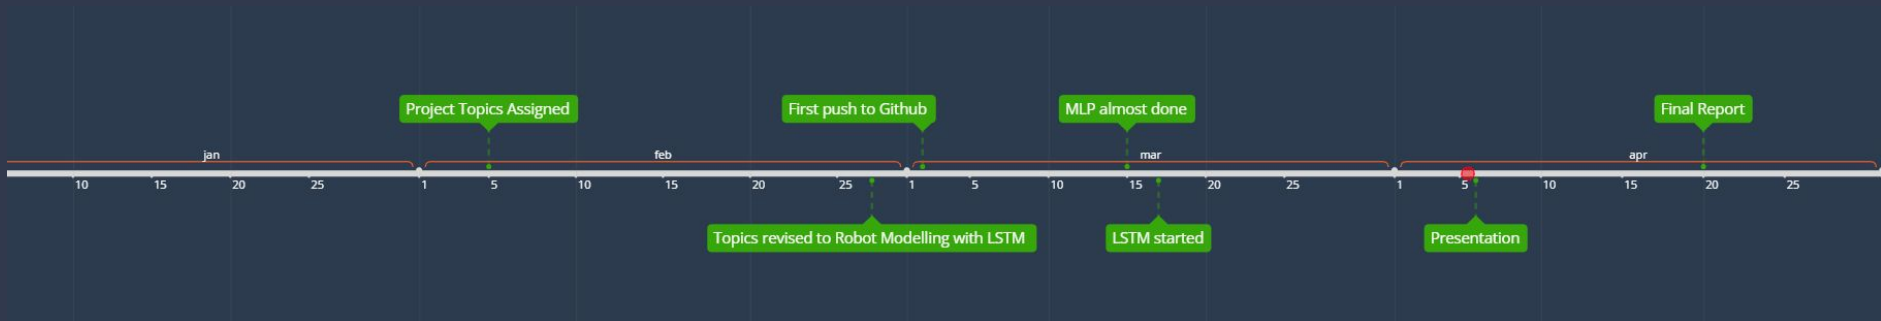 Project Topics Assigned
First push to Github
MLP almost done
Final Report
jan
feb
mar
apr
10 15 20 25 1 5 10 15 20 25 1 5 10 15 20 25 1 5 10 15 20 25
Topics revised to Robot Modelling with LSTM
LSTM started
Presentation